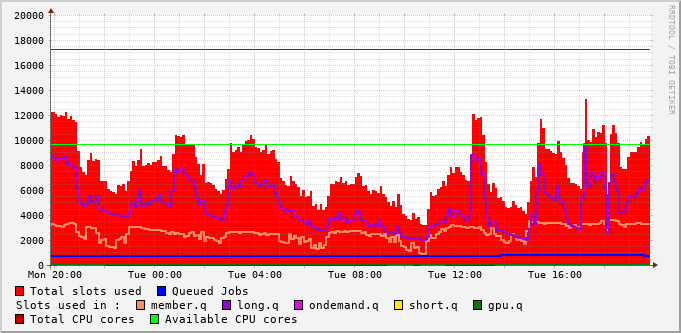 20000
18000
16000
14000
12000
10000
8000
6000
4000
2000
0
Mon 20:00 Tue 00:00 Tue 04:00 Tue 08:00 Tue 12:00 Tue 16:00
Total slots used Queued Jobs
Slots used in : member.q long.q ondemand.q short.q gpu.q
Total CPU cores Available CPU cores
RRDTOOL / TOBI OETIKER